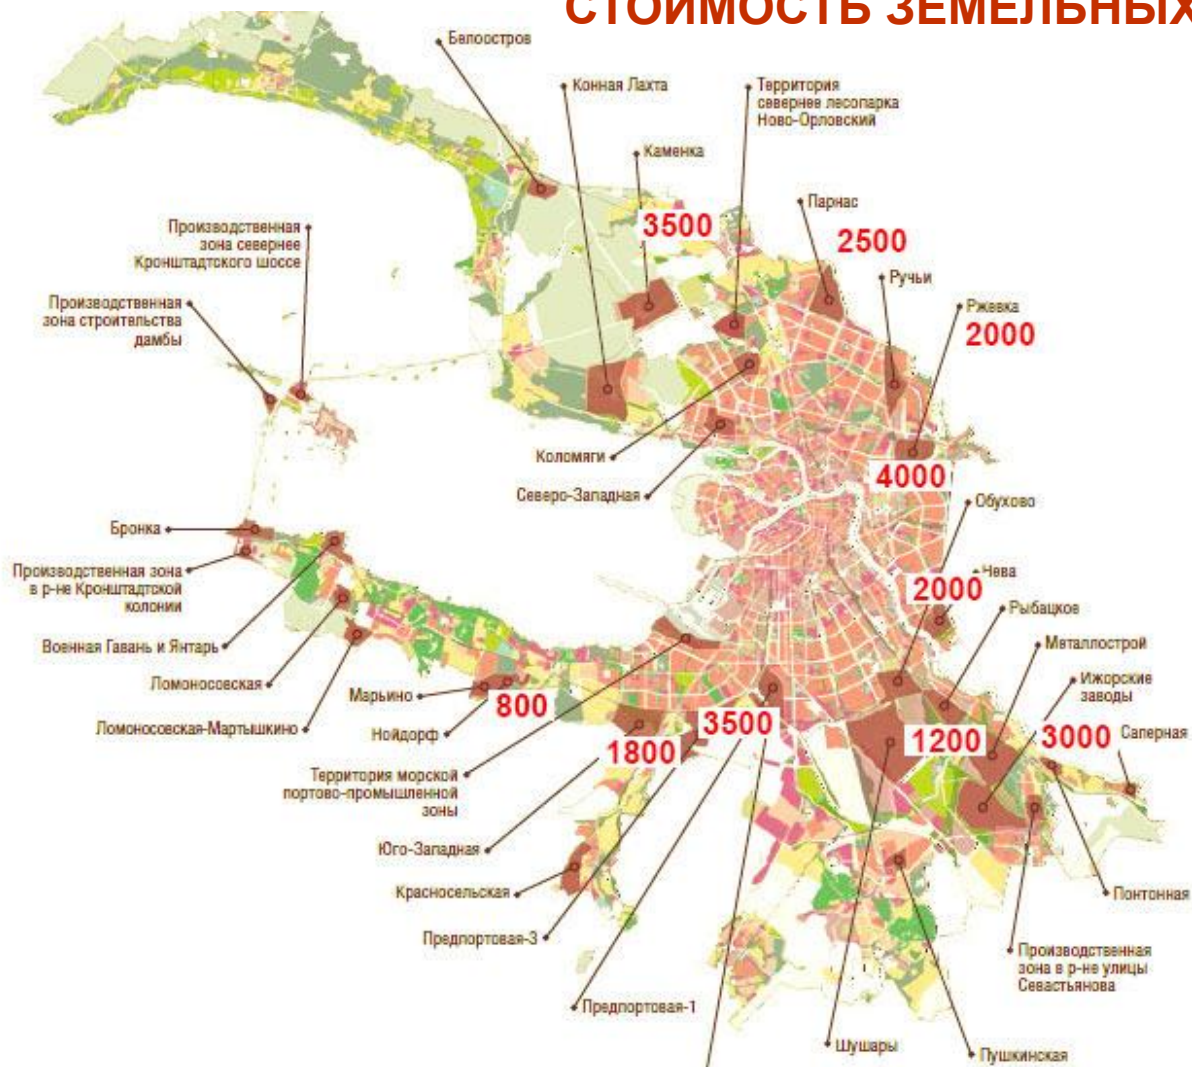 СТОИМОСТЬ ЗЕМЕЛЬНЫХ
Белоостров
Конная Лахта
Территория
севернее лесопарка
Ново-Орловский
Каменка
3500
Парнас
2500
Ручьи
Ржевка
2000
Производственная
зона севернее
Кронштадтского шоссе
Производственная
зона строительства
дамбы
Коломяги
Северо-Западная
4000
Обухово
Бронка
Производственная зона
в р-не Кронштадтской
колонии
Нева
2000
Рыбацкое
Военная Гавань и Янтарь
Металлострой
Ломоносовская
Ижорские
заводы
Марьино
800
Ломоносовская-Мартышкино
Нойдорф
3500
1800
1200
3000
Саперная
Территория морской
портово-промышленной
зоны
Юго-Западная
Красносельская
Понтонная
Предпортовая-3
Производственная
зона в р-не улицы
Севастьянова
Предпортовая-1
Шушары
Пушкинская